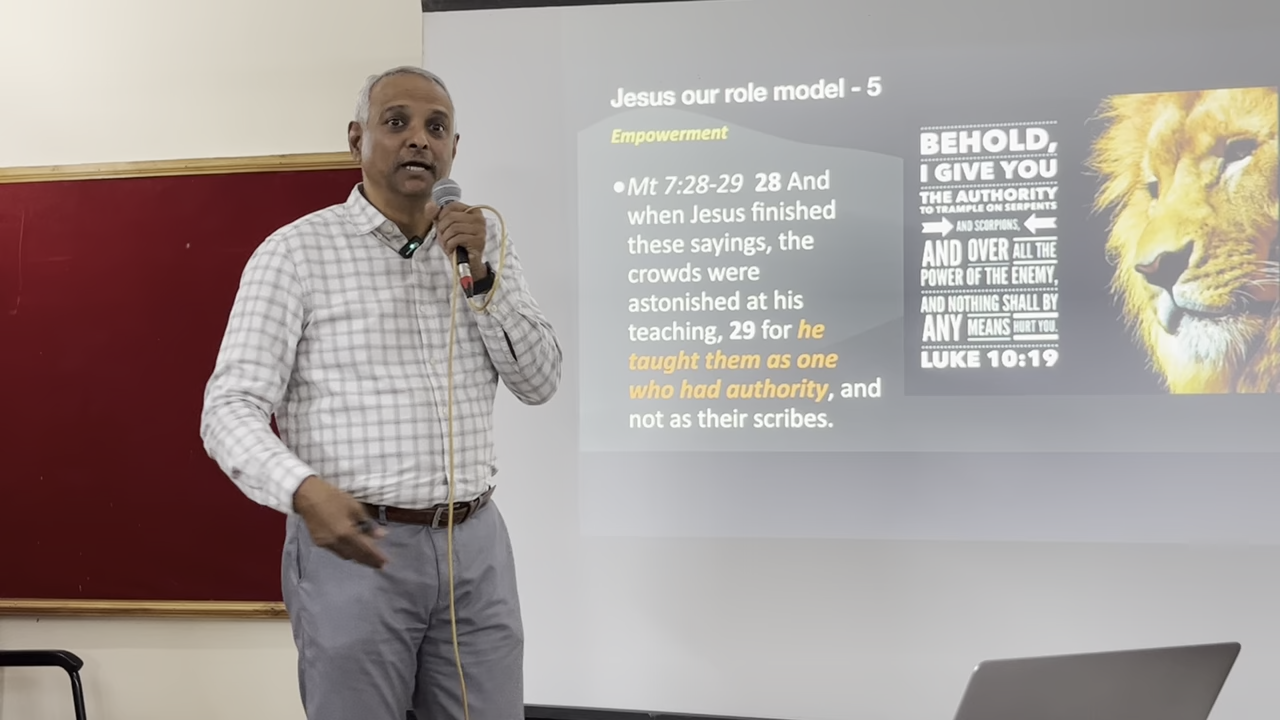 Jesus our role model - 5
Empowerment
•Mt 7:28-29 28 And
when Jesus finished
these sayings, the
crowds were
astonished at his
teaching, 29 for he
taught them as one
who had authority, and
not as their scribes.
BEHOLD,
I GIVE YOU
THE AUTHORITY
TO TRAMPLE ON SERPENTS
AND SCORPIONS,
AND OVER ALL THE
POWER OF THE ENEMY,
AND NOTHING SHALL BY
ANY MEANS HURT YOU.
LUKE 10:19